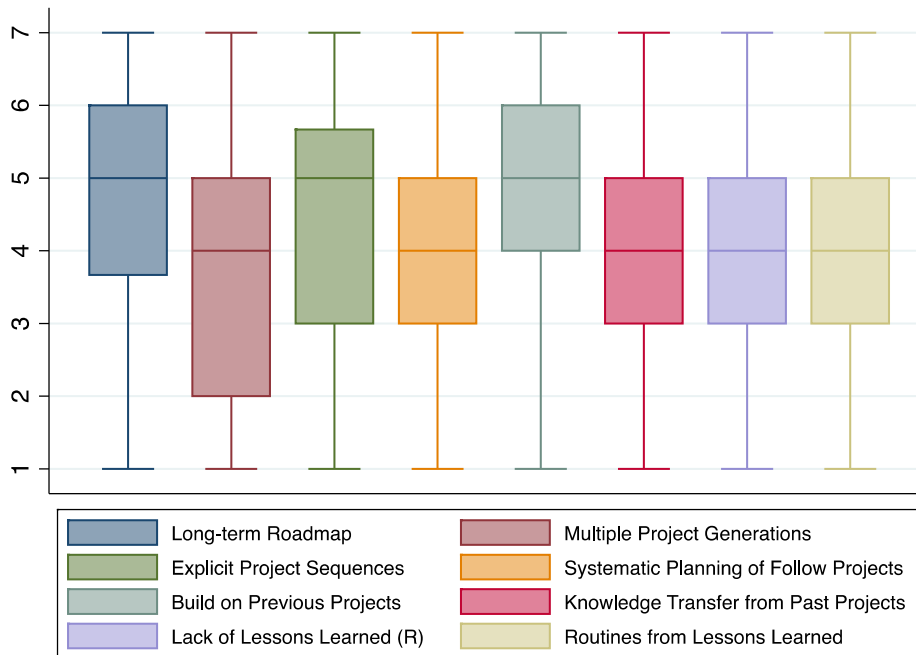 7
6
5
4
3
2
1
Long-term Roadmap
Multiple Project Generations
Explicit Project Sequences
Systematic Planning of Follow Projects
Build on Previous Projects
Knowledge Transfer from Past Projects
Lack of Lessons Learned (R)
Routines from Lessons Learned